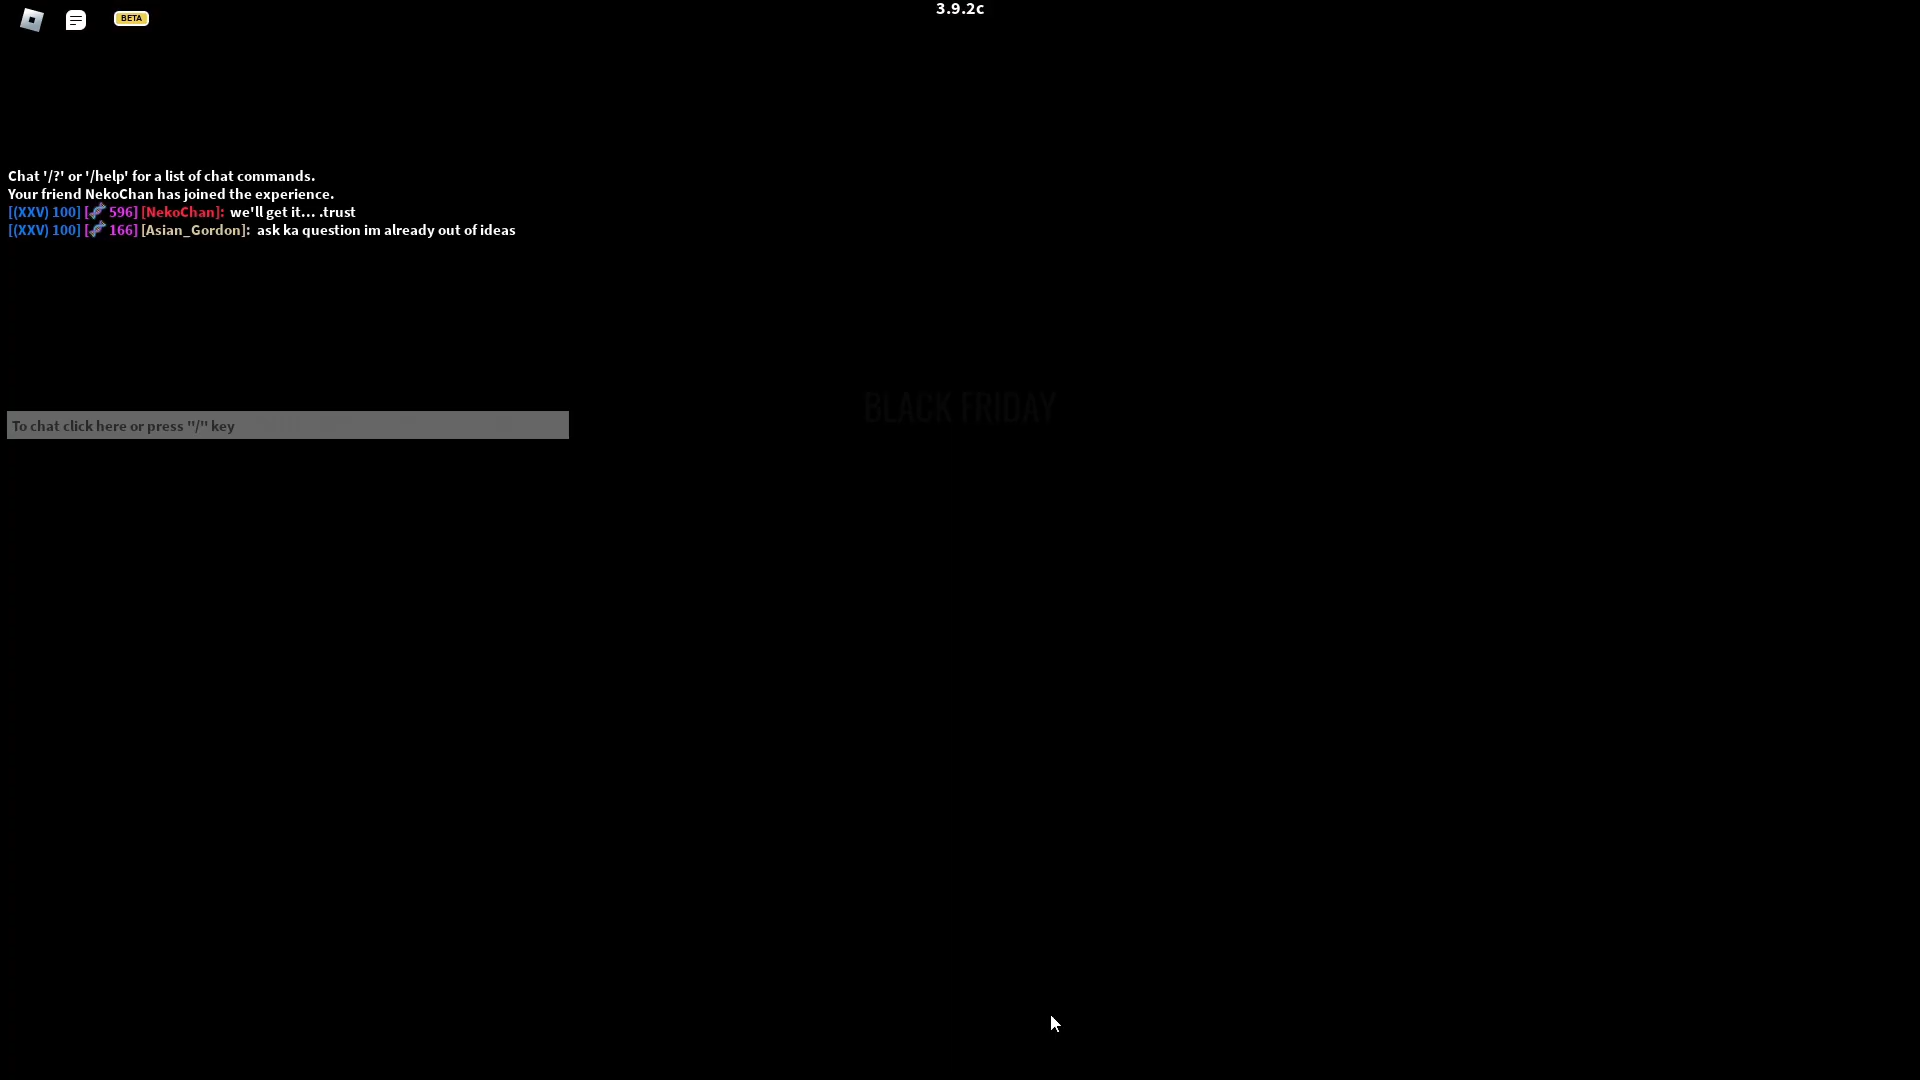 BETA
3.9.2c
Chat '/?' or '/help' for a list of chat commands.
Your friend NekoChan has joined the experience.
[(XXV) 100] [🗡 596] [NekoChan]: we'll get it... .trust
[(XXV) 100] [🗡 166] [Asian_Gordon]: ask ka question im already out of ideas
BLACK FRIDAY
To chat click here or press "/" key